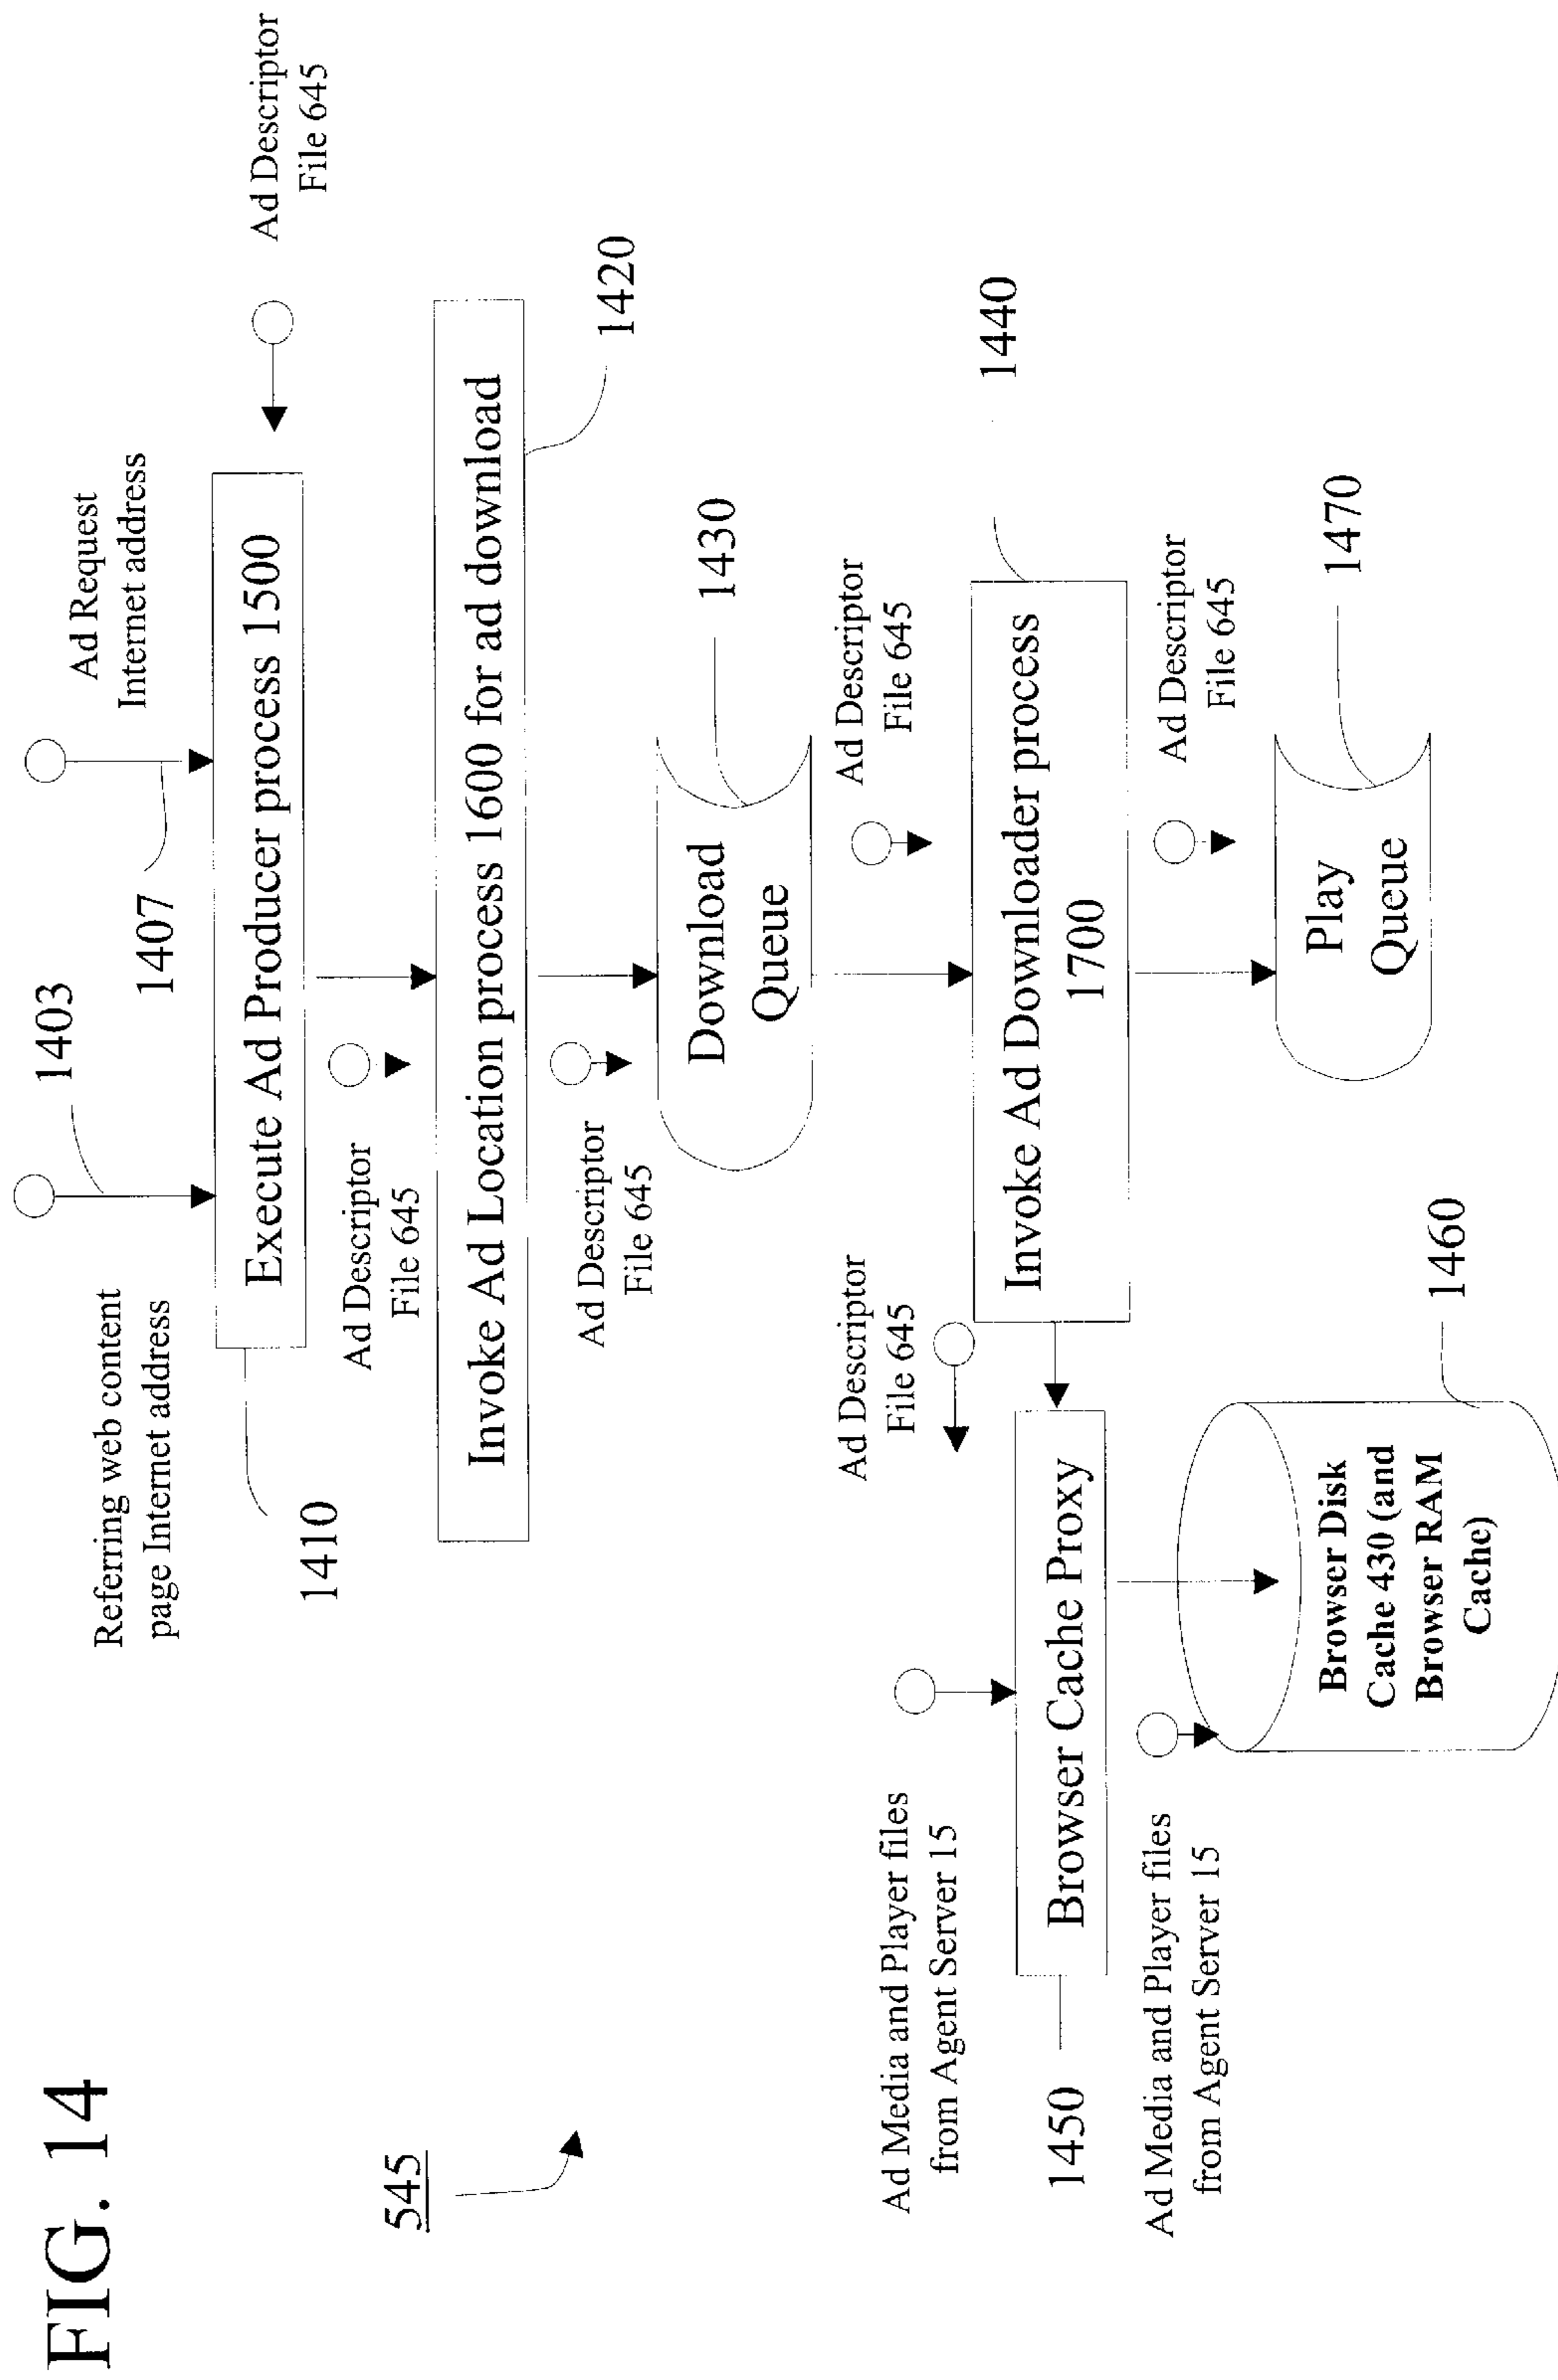 FIG. 14
545
Referring web content
page Internet address
1403
Ad Request
Internet address
1407
Ad Descriptor
File 645
Execute Ad Producer process 1500
1410
Ad Descriptor
File 645
Invoke Ad Location process 1600 for ad download
1420
Ad Descriptor
File 645
Download
Queue
1430
Ad Descriptor
File 645
Ad Descriptor
File 645
Invoke Ad Downloader process
1700
1440
Ad Media and Player files
from Agent Server 15
Browser Cache Proxy
1450
Ad Descriptor
File 645
Ad Media and Player files
from Agent Server 15
Browser Disk
Cache 430 (and
Browser RAM
Cache)
1460
Play
Queue
1470